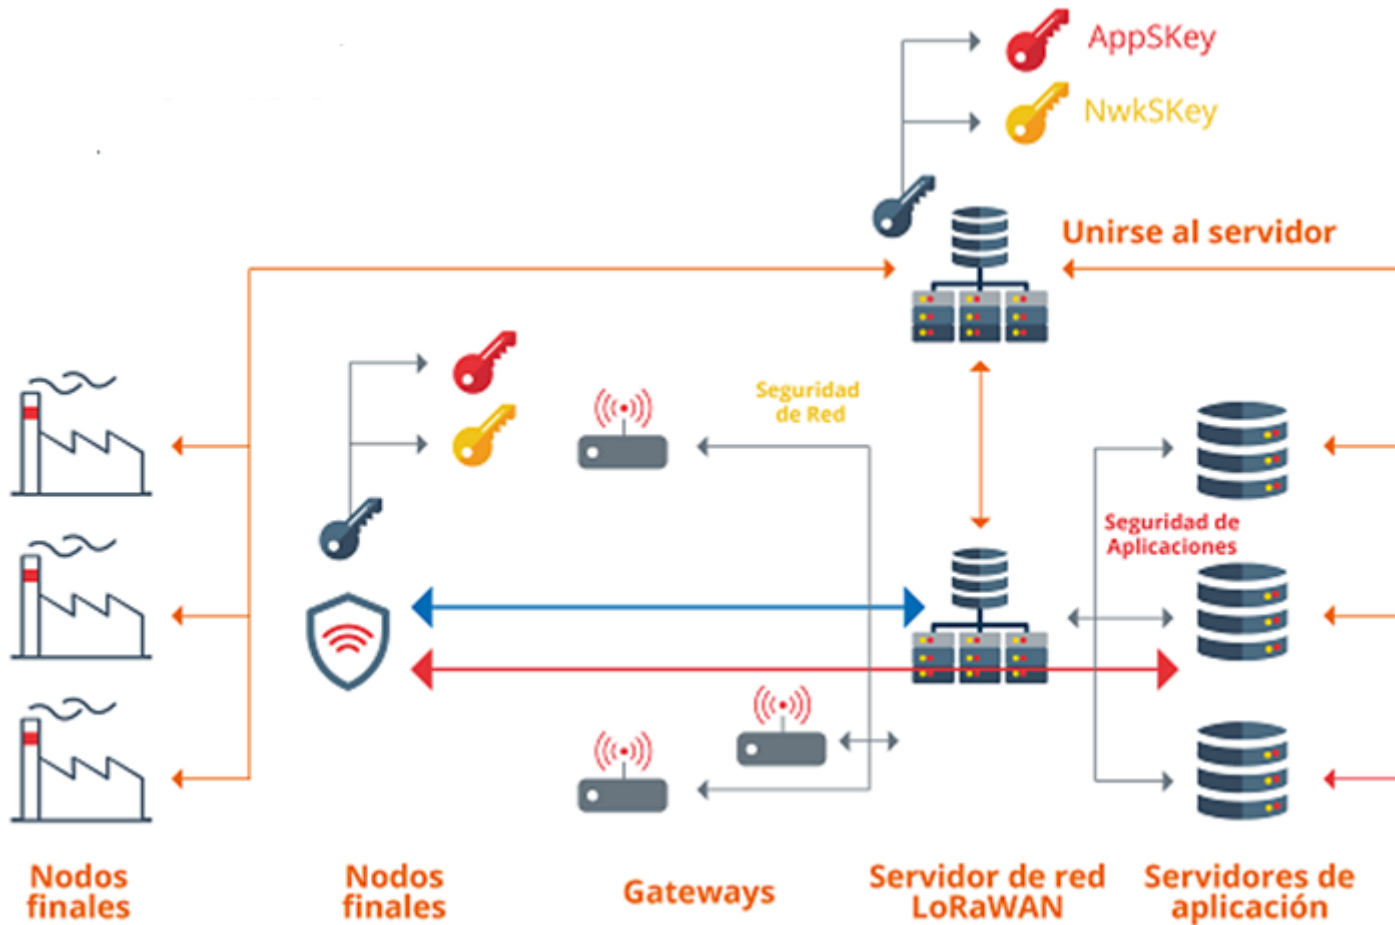 AppSKey
NwkSKey
Unirse al servidor
Seguridad
de Red
Seguridad de
Aplicaciones
Nodos
finales
Nodos
finales
Gateways
Servidor de red
LoRaWAN
Servidores de
aplicación